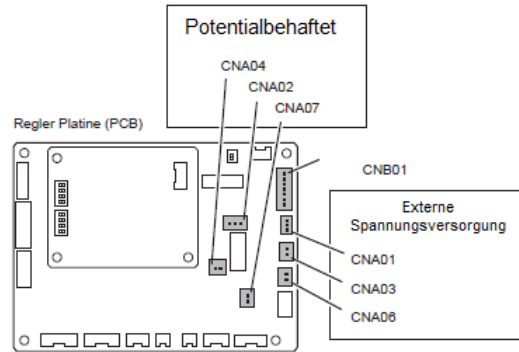 Potentialbehaftet
CNA04
CNA02
CNA07
Regler Platine (PCB)
CNB01
Externe
Spannungsversorgung
CNA01
CNA03
CNA06